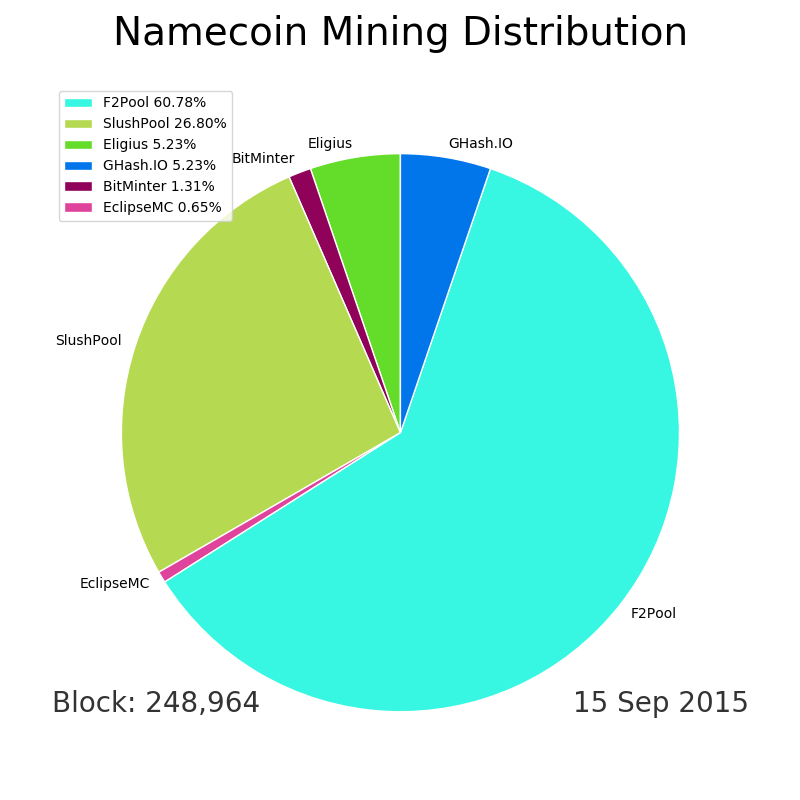 Namecoin Mining Distribution
F2Pool 60.78%
SlushPool 26.80%
Eligius 5.23%
GHash.IO 5.23%
BitMinter 1.31%
EclipseMC 0.65%
GHash.IO
Eligius
BitMinter
SlushPool
EclipseMC
F2Pool
Block: 248,964
15 Sep 2015